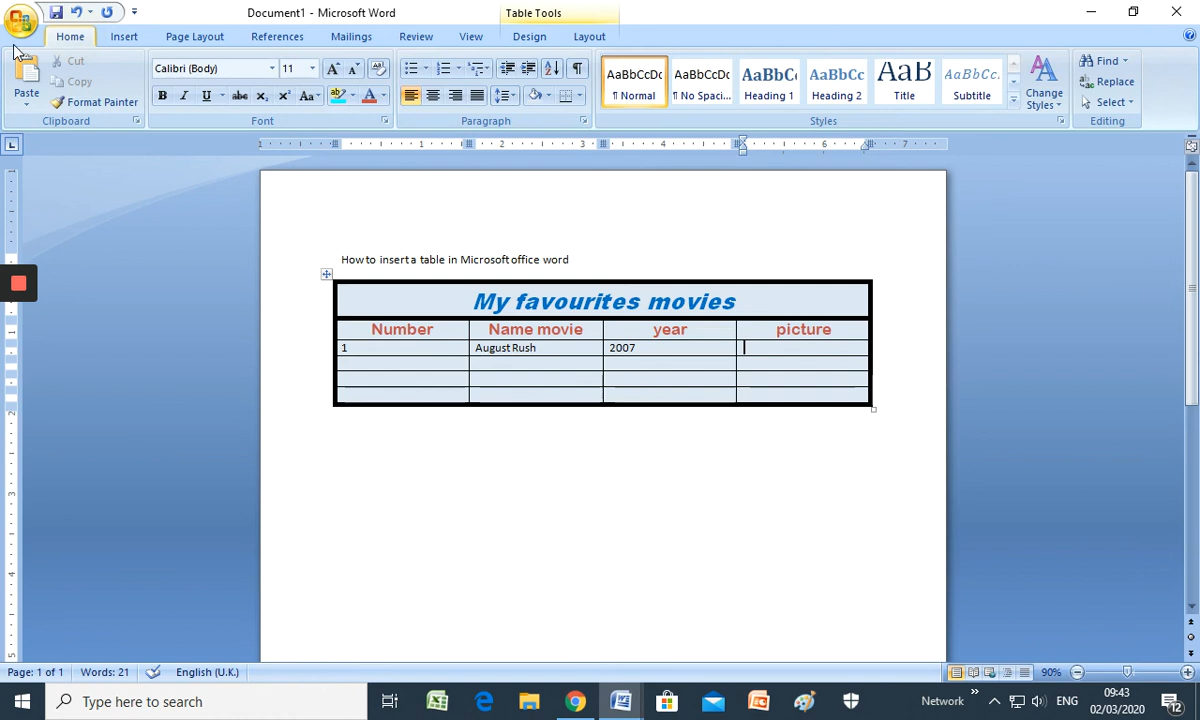 Document1 - Microsoft Word
Table Tools
Home
Insert
Page Layout
References
Mailings
Review
View
Design
Layout
Paste
Cut
Copy
Format Painter
Clipboard
Calibri (Body)
11
Font
Paragraph
AaBbCcDc
¶ Normal
AaBbCcDc
¶ No Spaci...
AaBbCc
Heading 1
AaBbCc
Heading 2
AaB
Title
AaBbCc.
Subtitle
Change
Styles
Styles
Find
Replace
Select
Editing
How to insert a table in Microsoft office word
My favourites movies
Number Name movie year picture
1 August Rush 2007
Page: 1 of 1
Words: 21
English (U.K.)
90%
Type here to search
Network
ENG
09:43
02/03/2020
12